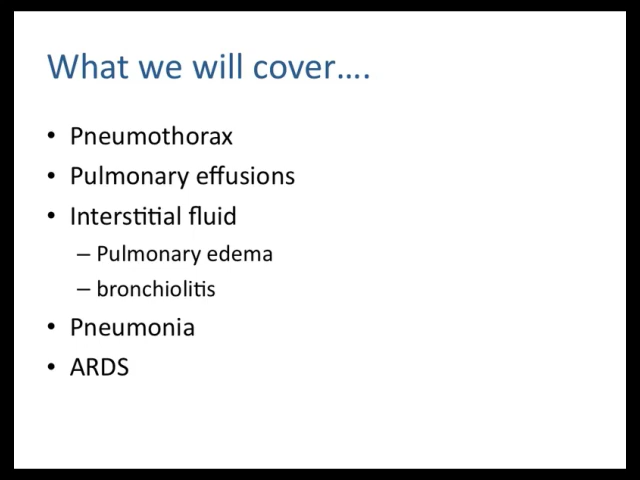 What we will cover....
• Pneumothorax
• Pulmonary effusions
• Interstitial fluid
– Pulmonary edema
– bronchiolitis
• Pneumonia
• ARDS